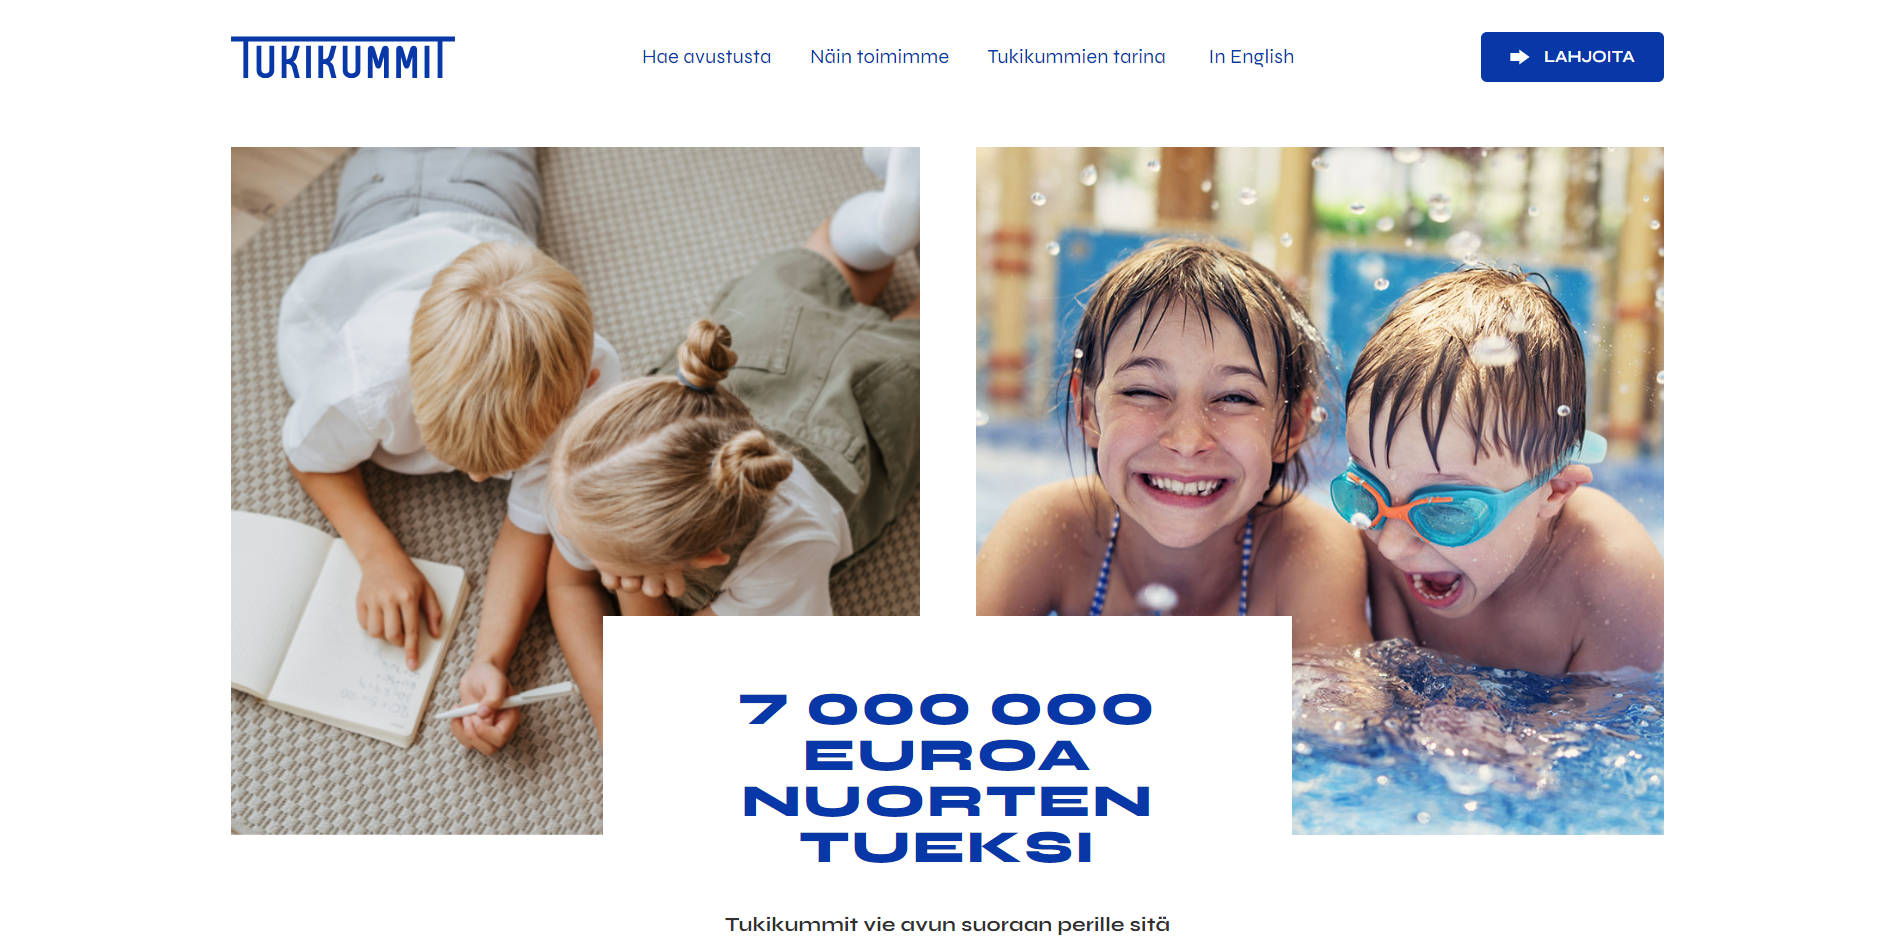 TUKIKUMMIT
Hae avustusta
Näin toimimme
Tukikummien tarina
In English
LAHJOITA
7 000 000
EUROA
NUORTEN
TUEKSI
Tukikummit vie avun suoraan perille sitä